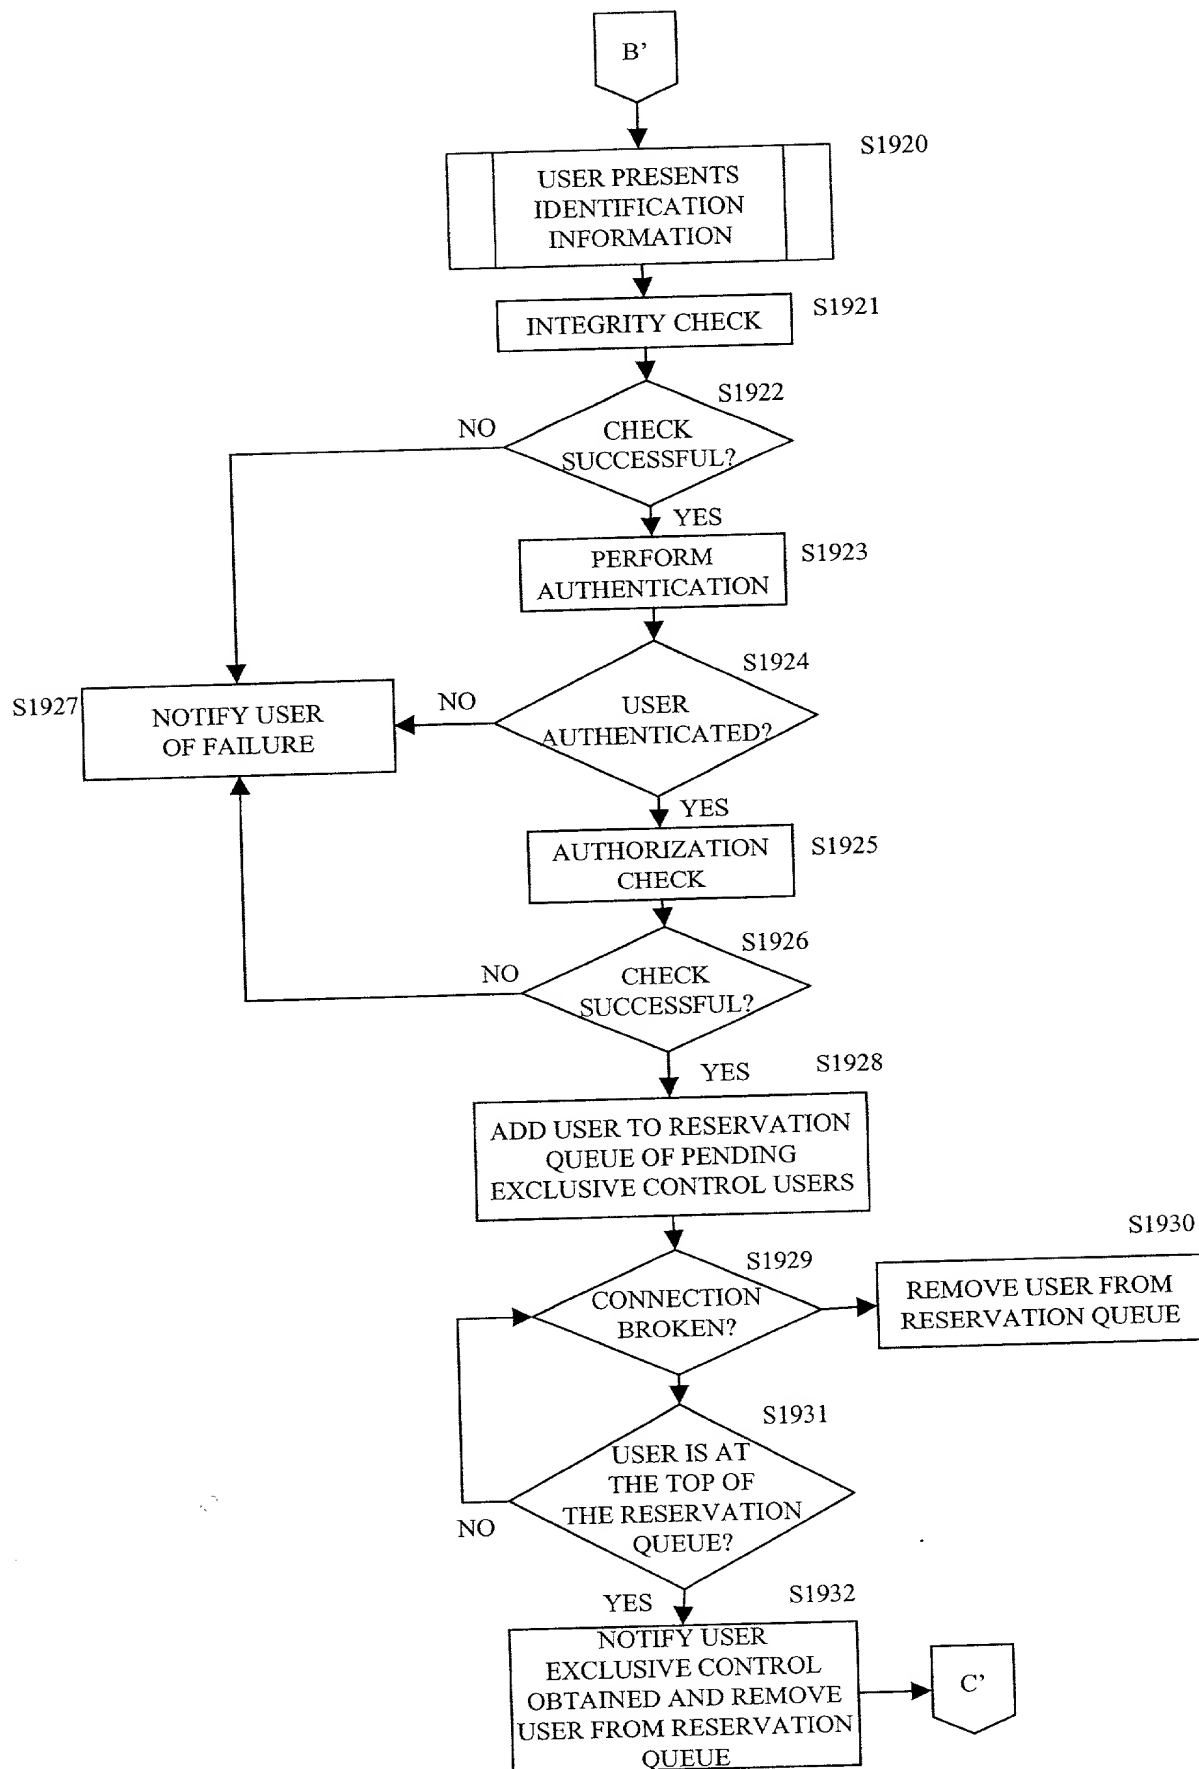 B'
S1920
USER PRESENTS
IDENTIFICATION
INFORMATION
INTEGRITY CHECK
S1921
S1922
NO
CHECK
SUCCESSFUL?
YES
PERFORM
AUTHENTICATION
S1923
S1924
S1927
NOTIFY USER
OF FAILURE
NO
USER
AUTHENTICATED?
YES
AUTHORIZATION
CHECK
S1925
S1926
NO
CHECK
SUCCESSFUL?
YES
S1928
ADD USER TO RESERVATION
QUEUE OF PENDING
EXCLUSIVE CONTROL USERS
S1930
S1929
CONNECTION
BROKEN?
REMOVE USER FROM
RESERVATION QUEUE
S1931
USER IS AT
THE TOP OF
THE RESERVATION
QUEUE?
NO
YES
S1932
NOTIFY USER
EXCLUSIVE CONTROL
OBTAINED AND REMOVE
USER FROM RESERVATION
QUEUE
C'